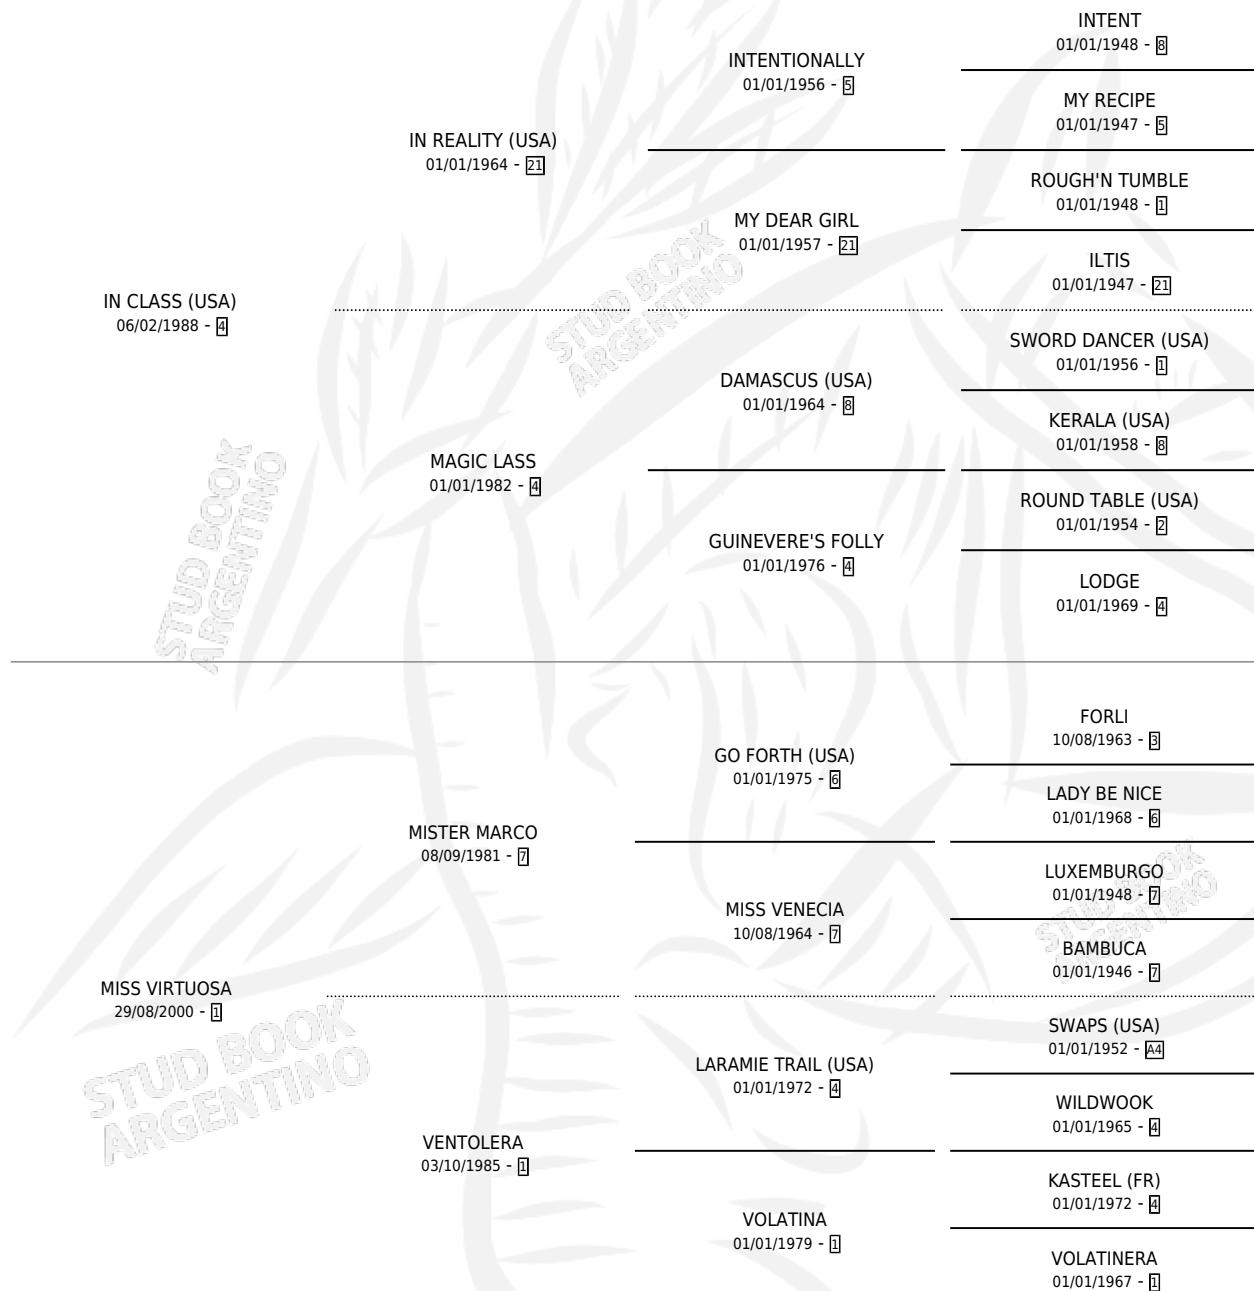 INTENT
01/01/1948 - 8
INTENTIONALLY
01/01/1956 - 5
MY RECIPE
01/01/1947 - 5
IN REALITY (USA)
01/01/1964 - 21
ROUGH'N TUMBLE
01/01/1948 - 1
MY DEAR GIRL
01/01/1957 - 21
ILTIS
01/01/1947 - 21
IN CLASS (USA)
06/02/1988 - 4
STUD BOOK
ARGENTINO
SWORD DANCER (USA)
01/01/1956 - 1
DAMASCUS (USA)
01/01/1964 - 8
KERALA (USA)
01/01/1958 - 8
MAGIC LASS
01/01/1982 - 4
ROUND TABLE (USA)
01/01/1954 - 2
GUINEVERE'S FOLLY
01/01/1976 - 4
LODGE
01/01/1969 - 4
STUD BOOK
ARGENTINO
FORLI
10/08/1963 - 3
GO FORTH (USA)
01/01/1975 - 6
LADY BE NICE
01/01/1968 - 6
MISTER MARCO
08/09/1981 - 7
LUXEMBURGO
01/01/1948 - 7
MISS VENECIA
10/08/1964 - 7
STUD BOOK
ARGENTINO
BAMBUCA
01/01/1946 - 7
MISS VIRTUOSA
29/08/2000 - 1
STUD BOOK
ARGENTINO
SWAPS (USA)
01/01/1952 - A4
LARAMIE TRAIL (USA)
01/01/1972 - 4
WILDWOOK
01/01/1965 - 4
VENTOLERA
03/10/1985 - 1
KASTEEL (FR)
01/01/1972 - 4
VOLATINA
01/01/1979 - 1
VOLATINERA
01/01/1967 - 1